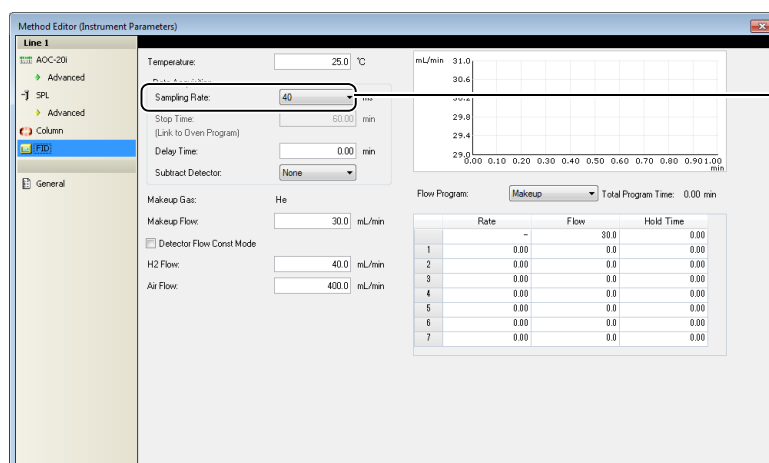 Method Editor (Instrument Parameters)
Line 1
AOC-20i
Advanced
SPL
Advanced
Column
FID
General
Temperature: 25.0 °C
Data Acquisition
Sampling Rate: 40 ms
Stop Time: 60.00 min
(Link to Oven Program)
Delay Time: 0.00 min
Subtract Detector: None
Makeup Gas: He
Makeup Flow: 30.0 mL/min
Detector Flow Const Mode
H2 Flow: 40.0 mL/min
Air Flow: 400.0 mL/min
mL/min 31.0
30.6
30.2
29.8
29.4
29.0
0.00 0.10 0.20 0.30 0.40 0.50 0.60 0.70 0.80 0.90 1.00
min
Flow Program: Makeup Total Program Time: 0.00 min
Rate Flow Hold Time
- 30.0 0.00
1 0.00 0.0 0.00
2 0.00 0.0 0.00
3 0.00 0.0 0.00
4 0.00 0.0 0.00
5 0.00 0.0 0.00
6 0.00 0.0 0.00
7 0.00 0.0 0.00